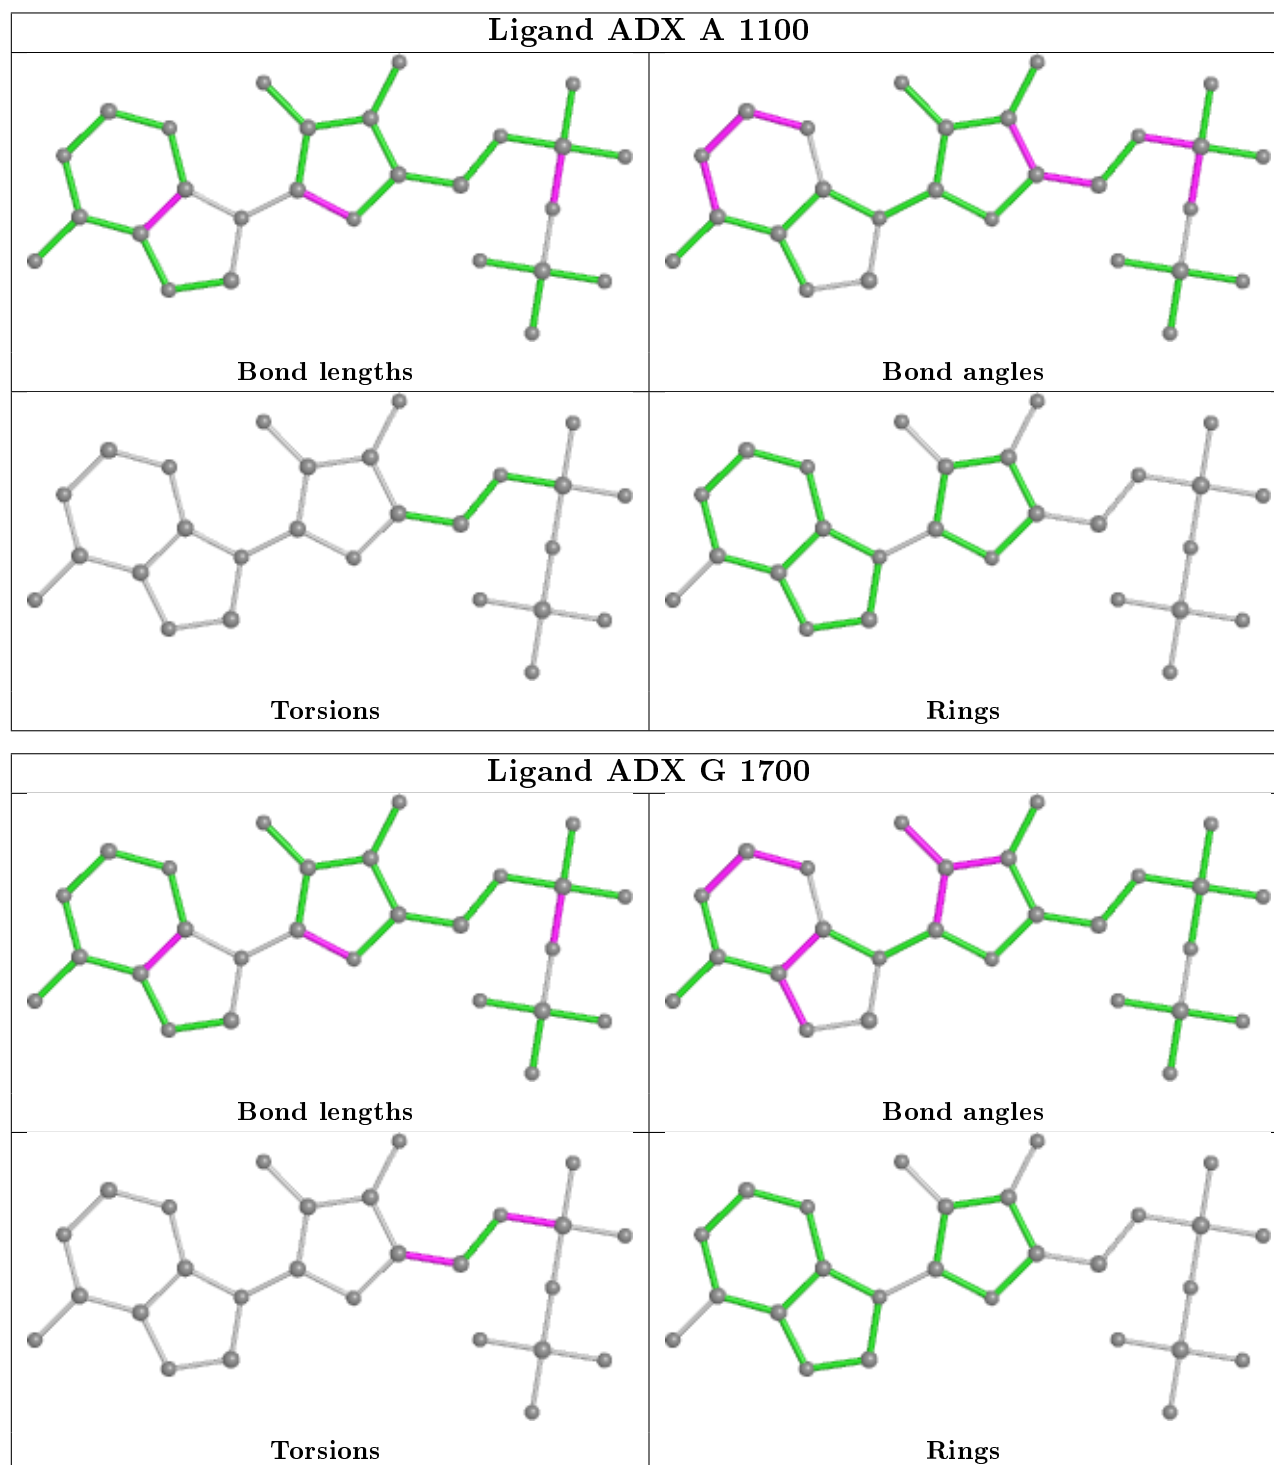 Ligand ADX A 1100
Bond lengths
Bond angles
Torsions
Rings
Ligand ADX G 1700
Bond lengths
Bond angles
Torsions
Rings